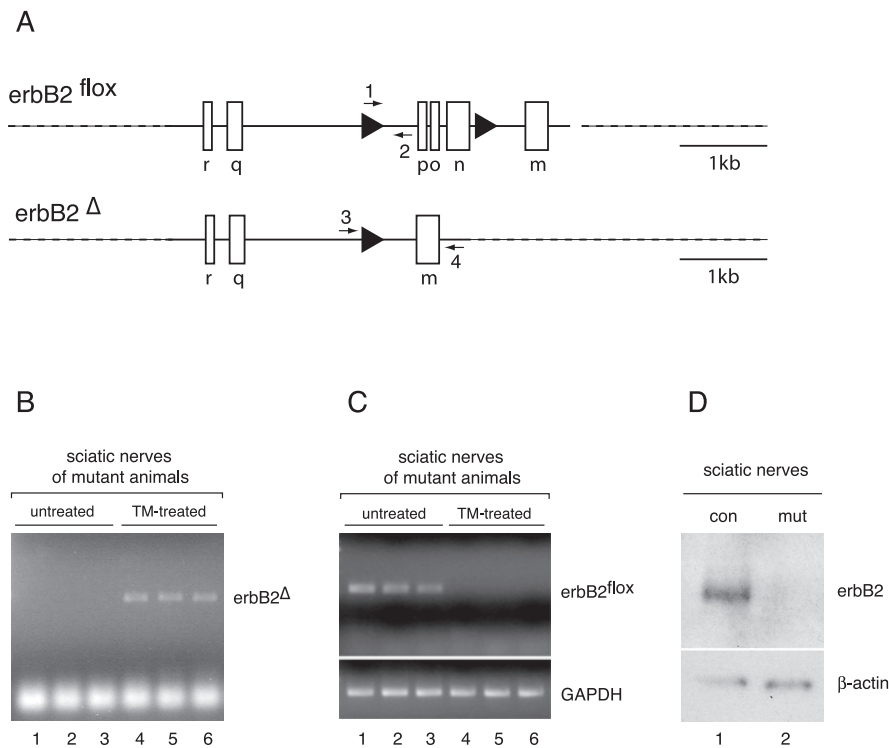 A
erbB2 flox
1
2
r q po n m
1kb
erbB2 Δ
3
4
r q m
1kb
B
sciatic nerves
of mutant animals
untreated TM-treated
erbB2Δ
1 2 3 4 5 6
C
sciatic nerves
of mutant animals
untreated TM-treated
erbB2flox
GAPDH
1 2 3 4 5 6
D
sciatic nerves
con mut
erbB2
β-actin
1 2